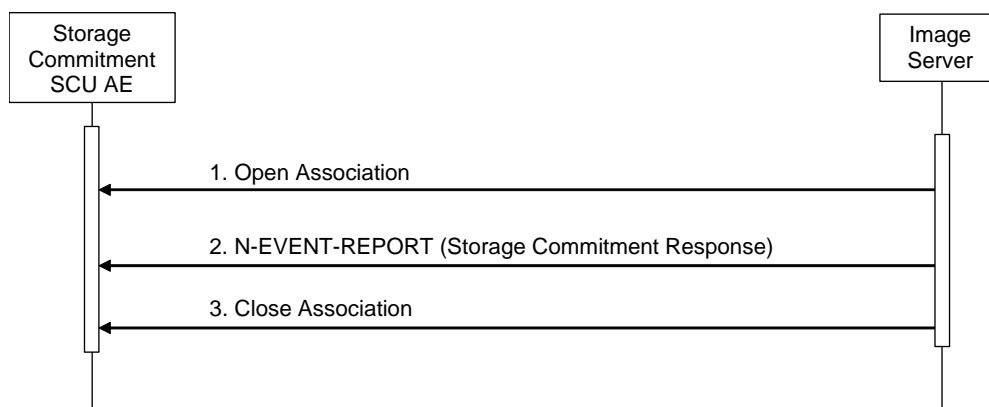 Storage
Commitment
SCU AE
Image
Server
1. Open Association
2. N-EVENT-REPORT (Storage Commitment Response)
3. Close Association